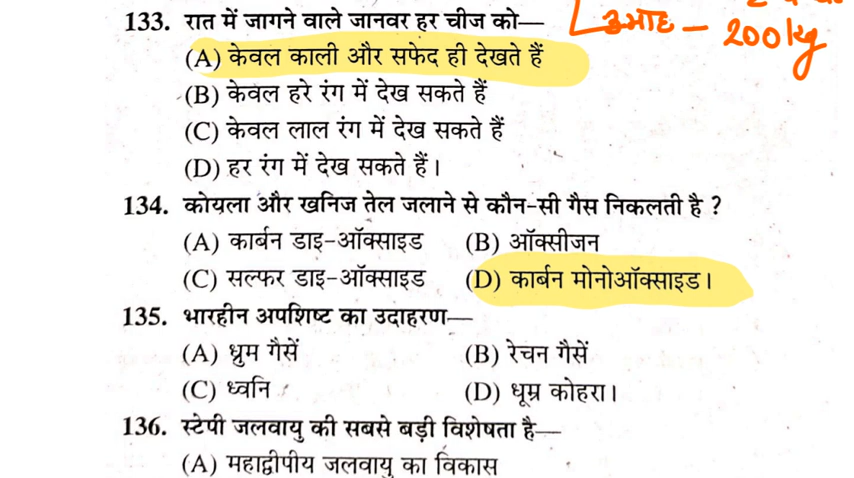 133. रात में जागने वाले जानवर हर चीज को—
(A) केवल काली और सफेद ही देखते हैं
(B) केवल हरे रंग में देख सकते हैं
(C) केवल लाल रंग में देख सकते हैं
(D) हर रंग में देख सकते हैं।
200kg
134. कोयला और खनिज तेल जलाने से कौन-सी गैस निकलती है ?
(A) कार्बन डाइ-ऑक्साइड (B) ऑक्सीजन
(C) सल्फर डाइ-ऑक्साइड (D) कार्बन मोनोऑक्साइड।
135. भारहीन अपशिष्ट का उदाहरण—
(A) ध्रुम गैसें (B) रेचन गैसें
(C) ध्वनि (D) धूम्र कोहरा।
136. स्टेपी जलवायु की सबसे बड़ी विशेषता है—
(A) महाद्वीपीय जलवायु का विकास